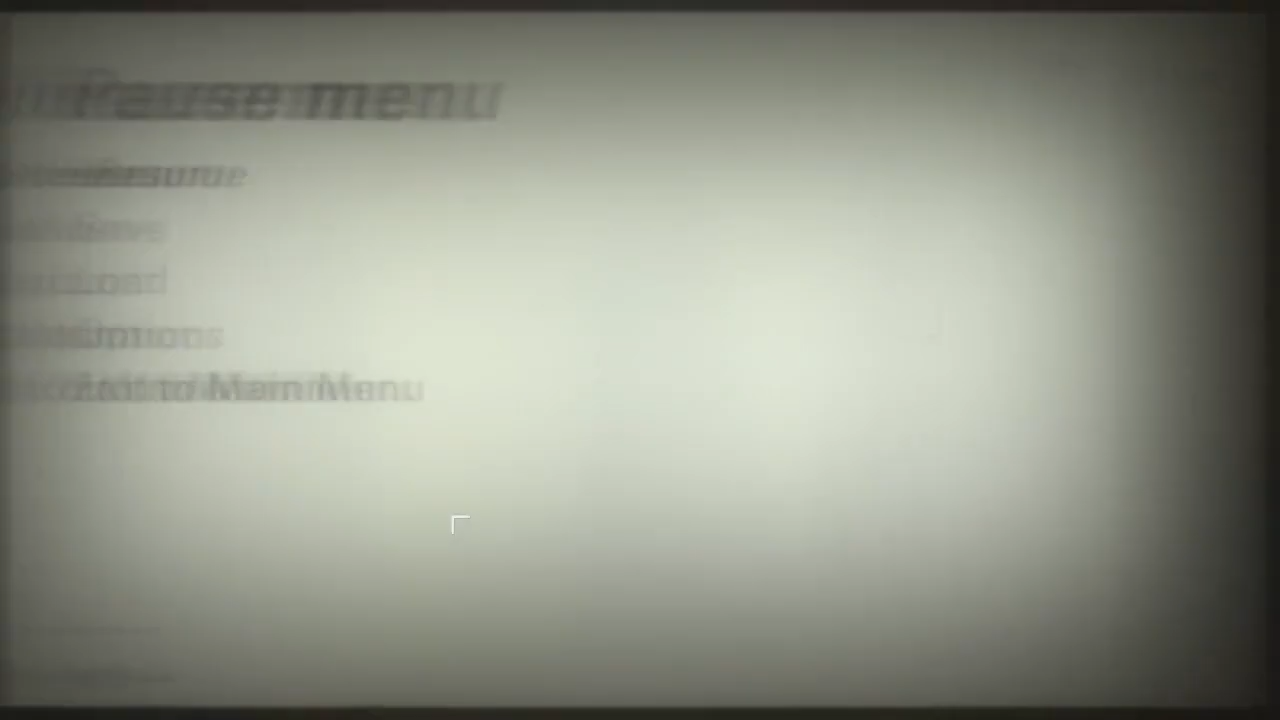 Pause menu
Resume
Save
Load
Options
Exit to Main Menu